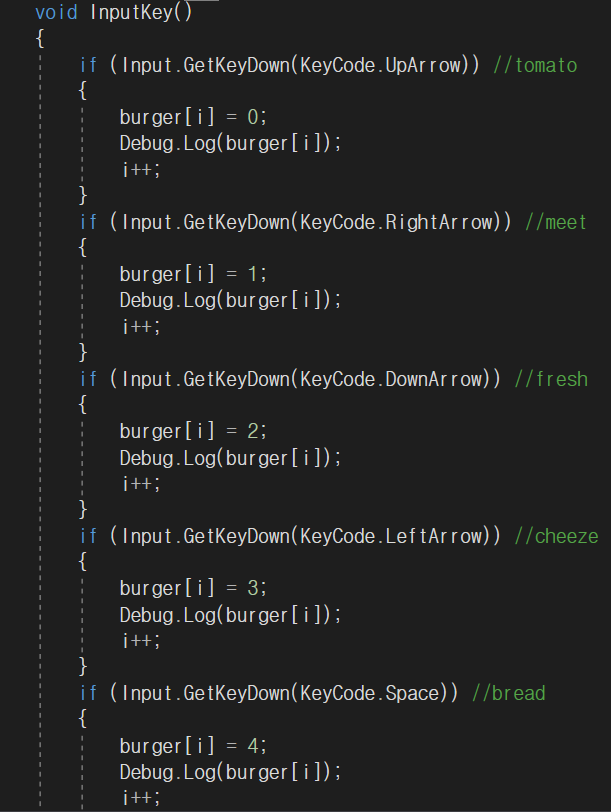 void InputKey()
{
if (Input.GetKeyDown(KeyCode.UpArrow)) //tomato
{
burger[i] = 0;
Debug.Log(burger[i]);
i++;
}
if (Input.GetKeyDown(KeyCode.RightArrow)) //meet
{
burger[i] = 1;
Debug.Log(burger[i]);
i++;
}
if (Input.GetKeyDown(KeyCode.DownArrow)) //fresh
{
burger[i] = 2;
Debug.Log(burger[i]);
i++;
}
if (Input.GetKeyDown(KeyCode.LeftArrow)) //cheeze
{
burger[i] = 3;
Debug.Log(burger[i]);
i++;
}
if (Input.GetKeyDown(KeyCode.Space)) //bread
{
burger[i] = 4;
Debug.Log(burger[i]);
i++;